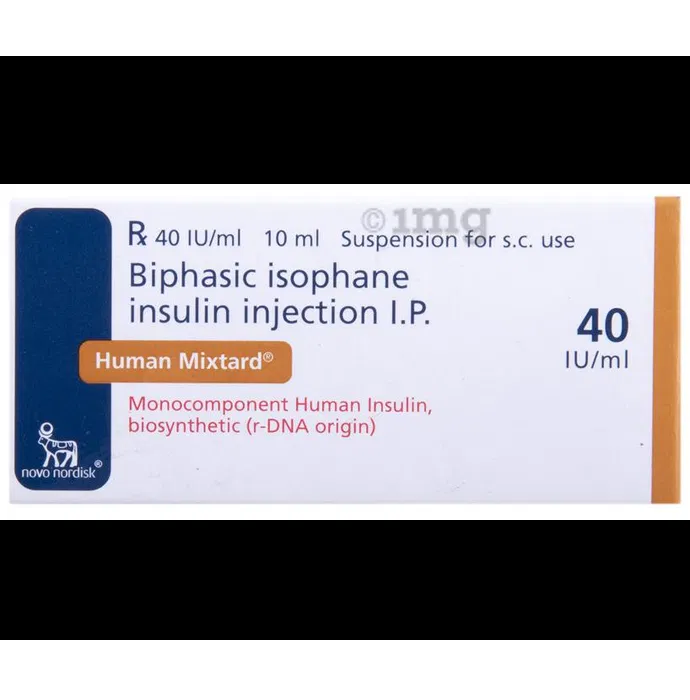 © 1mg
Rx 40 IU/ml 10 ml Suspension for s.c. use
Biphasic isophane
insulin injection I.P.
40
IU/ml
Human Mixtard®
Monocomponent Human Insulin,
biosynthetic (r-DNA origin)
novo nordisk®